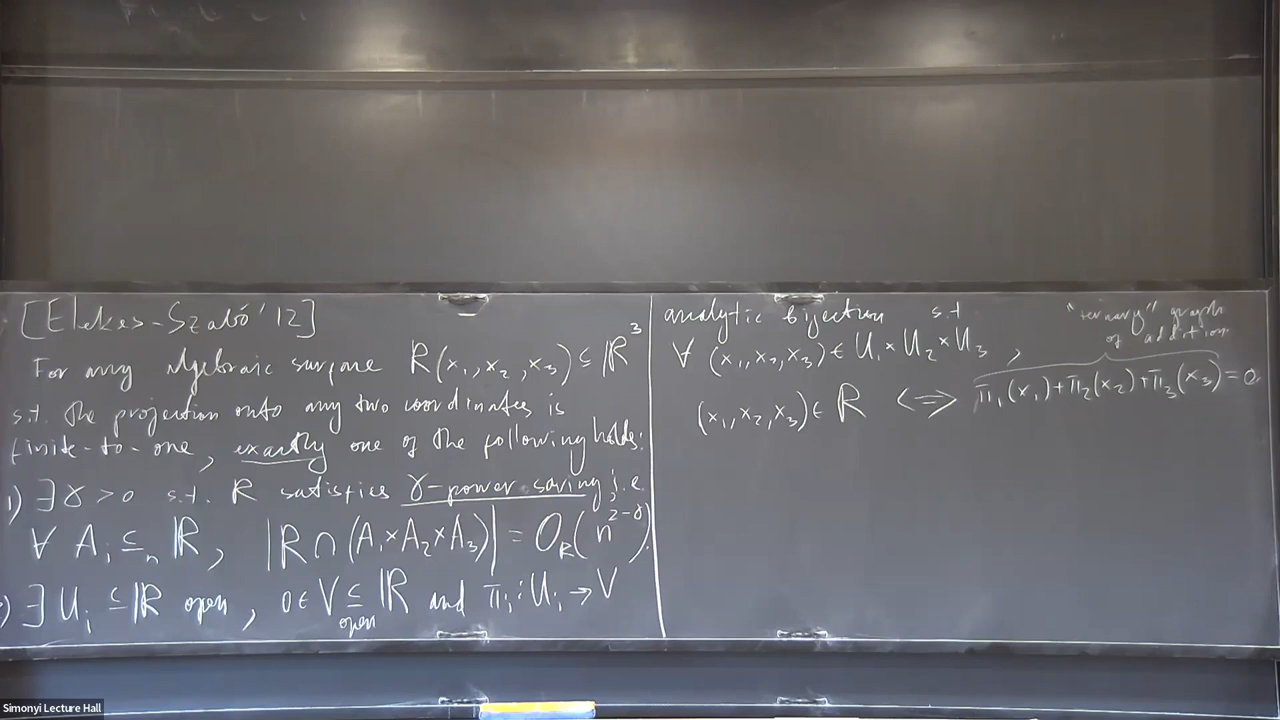 [Elekes-Szabó '12]
For any algebraic surface R(x₁, x₂, x₃) ⊆ ℝ³
s.t. the projection onto any two coordinates is
finite-to-one, exactly one of the following holds:
1) ∃ γ > 0 s.t. R satisfies γ-power saving, i.e.
∀ Aᵢ ⊆ₙ ℝ, |R ∩ (A₁×A₂×A₃)| = O_R(n^{2-γ}).
) ∃ Uᵢ ⊆ ℝ open, 0 ∈ V ⊆ ℝ and πᵢ : Uᵢ → V
open
analytic bijection s.t
"ternary" graph
of addition
∀ (x₁, x₂, x₃) ∈ U₁ × U₂ × U₃ ,
(x₁, x₂, x₃) ∈ R ⟺ π₁(x₁) + π₂(x₂) + π₃(x₃) = 0.
Simonyi Lecture Hall